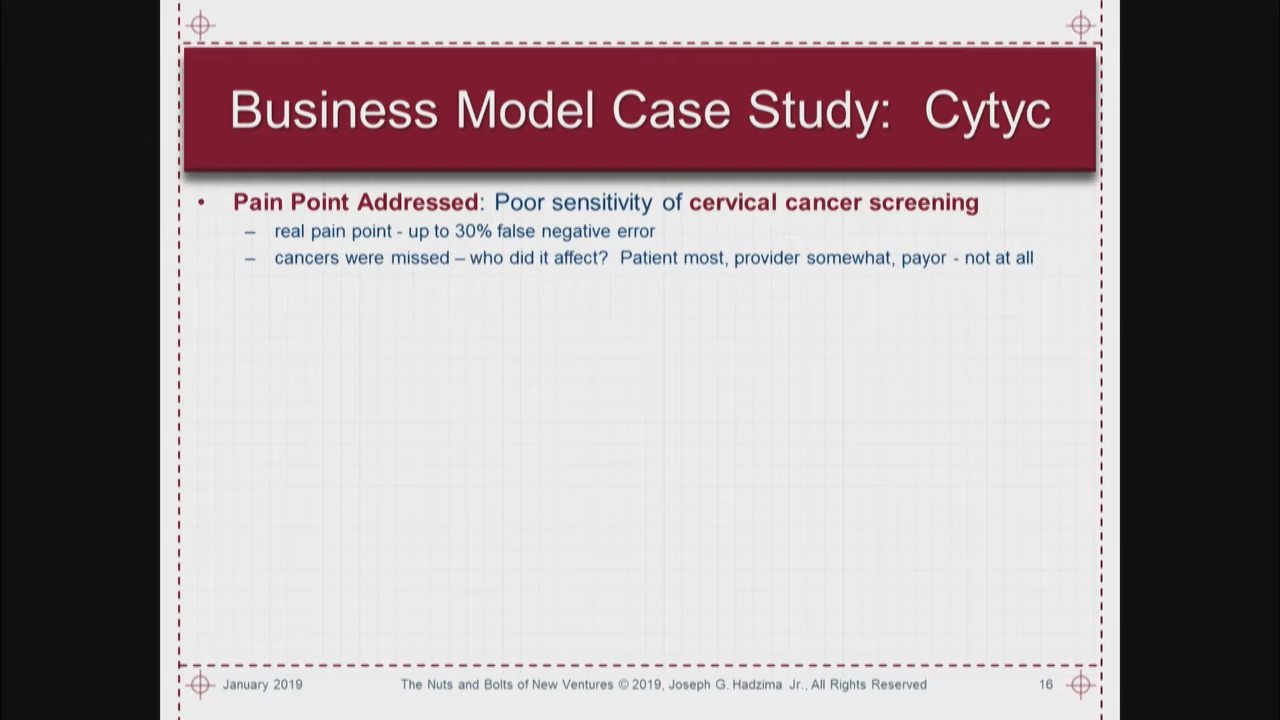 Business Model Case Study: Cytyc
• Pain Point Addressed: Poor sensitivity of cervical cancer screening
– real pain point - up to 30% false negative error
– cancers were missed – who did it affect? Patient most, provider somewhat, payor - not at all
January 2019 The Nuts and Bolts of New Ventures © 2019, Joseph G. Hadzima Jr., All Rights Reserved 16